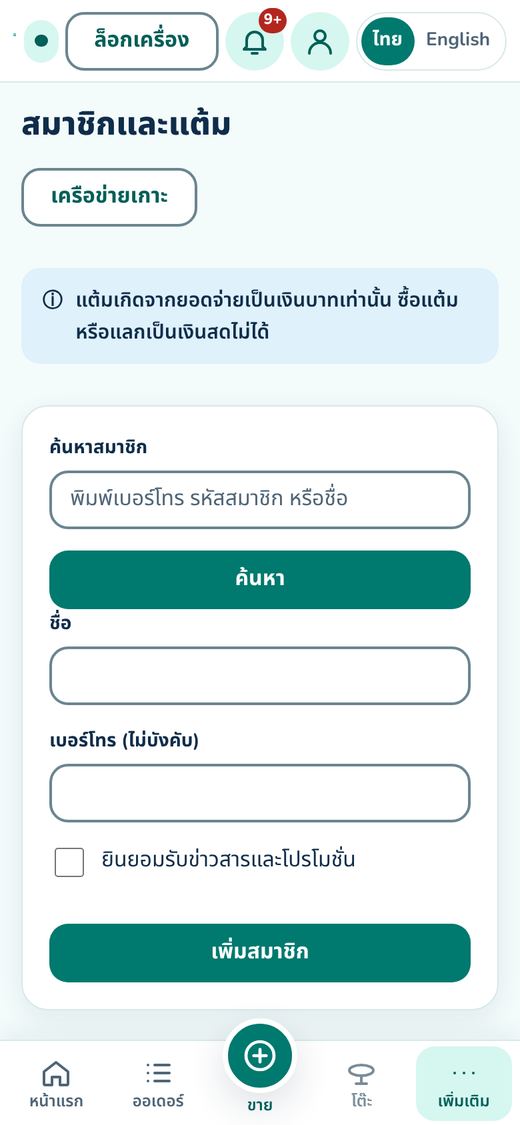 ล็อกเครื่อง
9+
ไทย
English
สมาชิกและแต้ม
เครือข่ายเกาะ
แต้มเกิดจากยอดจ่ายเป็นเงินบาทเท่านั้น ซื้อแต้ม
หรือแลกเป็นเงินสดไม่ได้
ค้นหาสมาชิก
พิมพ์เบอร์โทร รหัสสมาชิก หรือชื่อ
ค้นหา
ชื่อ
เบอร์โทร (ไม่บังคับ)
ยินยอมรับข่าวสารและโปรโมชั่น
เพิ่มสมาชิก
หน้าแรก
ออเดอร์
ขาย
โต๊ะ
เพิ่มเติม